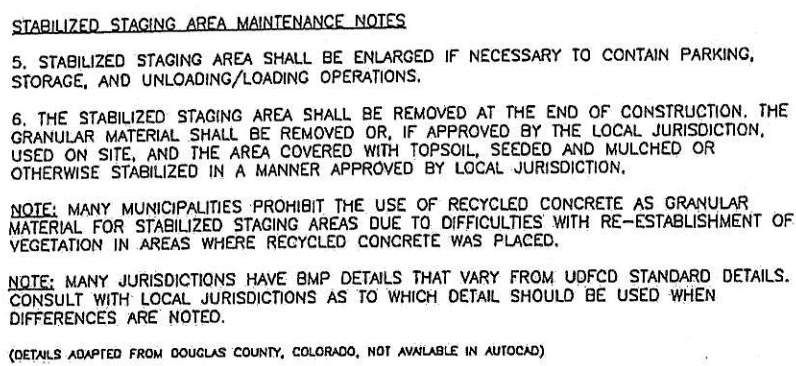 STABILIZED STAGING AREA MAINTENANCE NOTES
5. STABILIZED STAGING AREA SHALL BE ENLARGED IF NECESSARY TO CONTAIN PARKING,
STORAGE, AND UNLOADING/LOADING OPERATIONS.
6. THE STABILIZED STAGING AREA SHALL BE REMOVED AT THE END OF CONSTRUCTION. THE
GRANULAR MATERIAL SHALL BE REMOVED OR, IF APPROVED BY THE LOCAL JURISDICTION,
USED ON SITE, AND THE AREA COVERED WITH TOPSOIL, SEEDED AND MULCHED OR
OTHERWISE STABILIZED IN A MANNER APPROVED BY LOCAL JURISDICTION.
NOTE: MANY MUNICIPALITIES PROHIBIT THE USE OF RECYCLED CONCRETE AS GRANULAR
MATERIAL FOR STABILIZED STAGING AREAS DUE TO DIFFICULTIES WITH RE-ESTABLISHMENT OF
VEGETATION IN AREAS WHERE RECYCLED CONCRETE WAS PLACED.
NOTE: MANY JURISDICTIONS HAVE BMP DETAILS THAT VARY FROM UDFCD STANDARD DETAILS.
CONSULT WITH LOCAL JURISDICTIONS AS TO WHICH DETAIL SHOULD BE USED WHEN
DIFFERENCES ARE NOTED.
(DETAILS ADAPTED FROM DOUGLAS COUNTY, COLORADO, NOT AVAILABLE IN AUTOCAD)